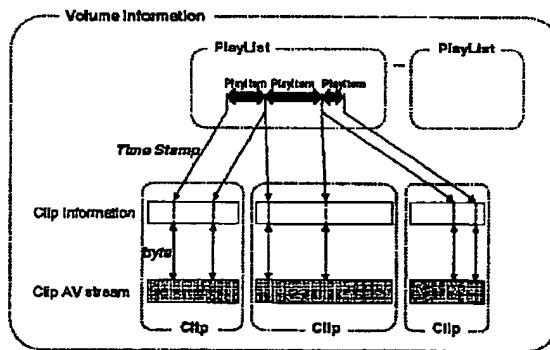 Volume Information
PlayList
PlayList
PlayItem PlayItem PlayItem
Time Stamp
Clip Information
byte
Clip AV stream
Clip
Clip
Clip